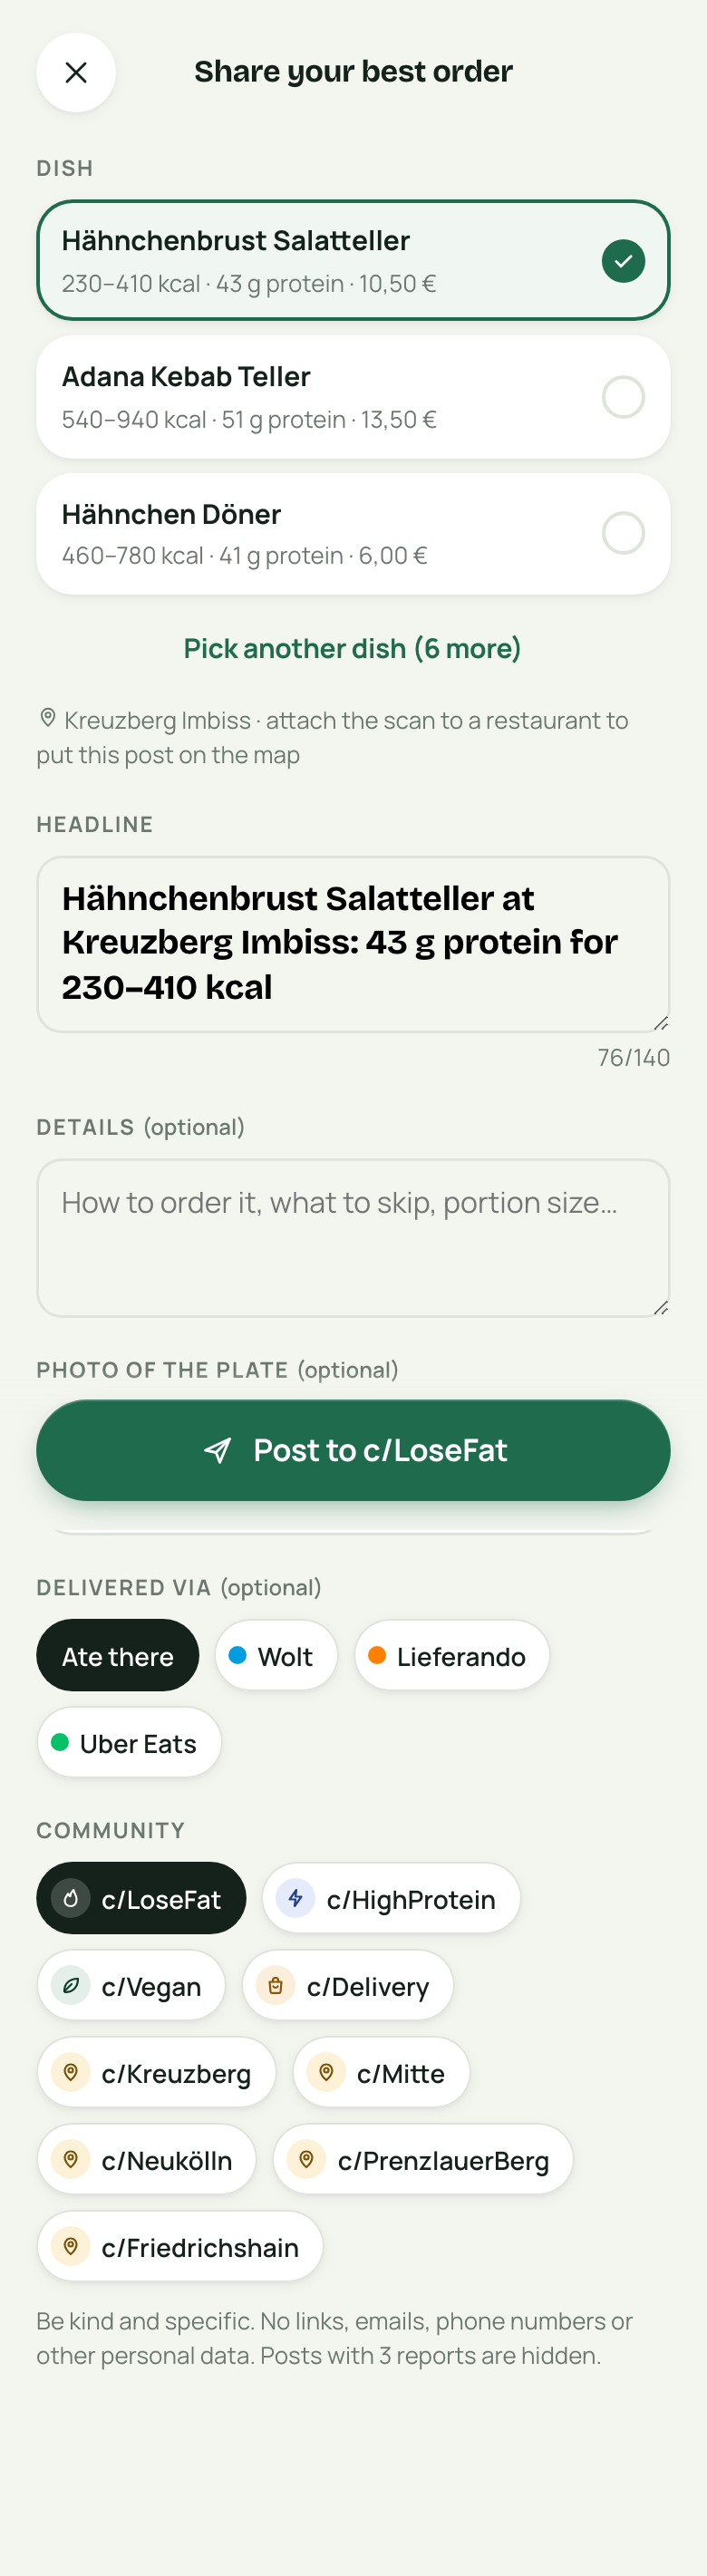 Share your best order
DISH
Hähnchenbrust Salatteller
230–410 kcal · 43 g protein · 10,50 €
Adana Kebab Teller
540–940 kcal · 51 g protein · 13,50 €
Hähnchen Döner
460–780 kcal · 41 g protein · 6,00 €
Pick another dish (6 more)
Kreuzberg Imbiss · attach the scan to a restaurant to
put this post on the map
HEADLINE
Hähnchenbrust Salatteller at
Kreuzberg Imbiss: 43 g protein for
230–410 kcal
76/140
DETAILS (optional)
How to order it, what to skip, portion size…
PHOTO OF THE PLATE (optional)
Post to c/LoseFat
DELIVERED VIA (optional)
Ate there
Wolt
Lieferando
Uber Eats
COMMUNITY
c/LoseFat
c/HighProtein
c/Vegan
c/Delivery
c/Kreuzberg
c/Mitte
c/Neukölln
c/PrenzlauerBerg
c/Friedrichshain
Be kind and specific. No links, emails, phone numbers or
other personal data. Posts with 3 reports are hidden.